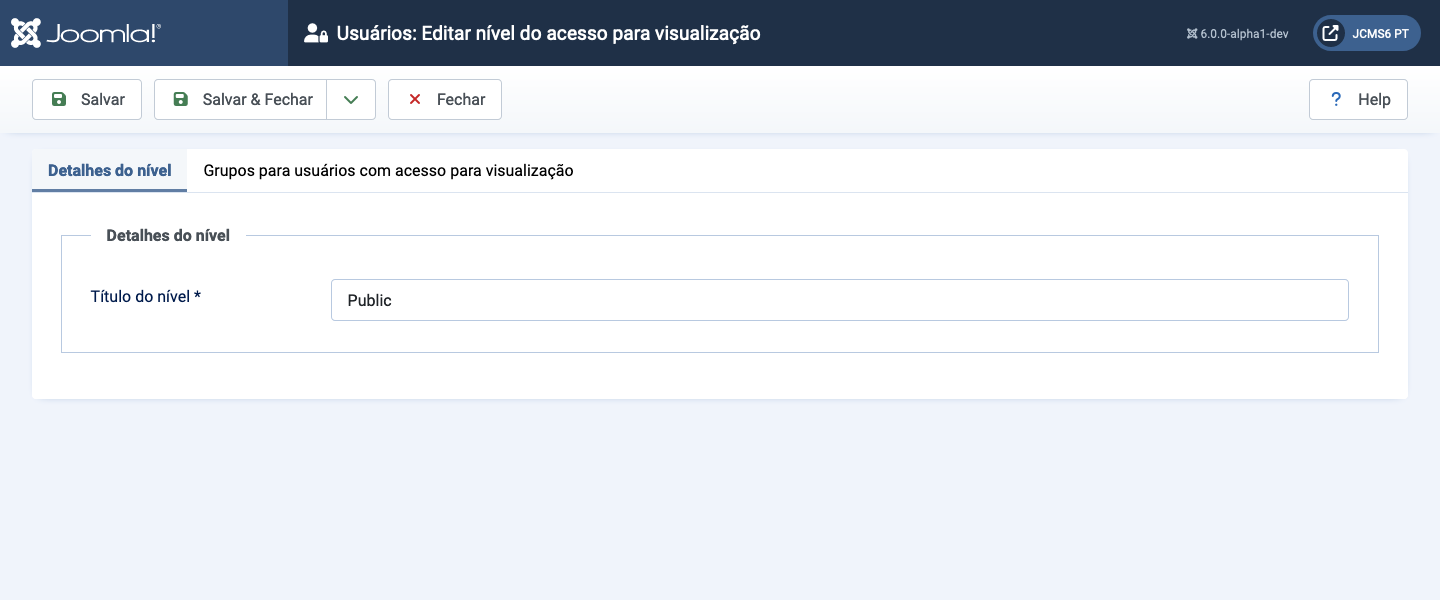 Joomla!®
Usuários: Editar nível do acesso para visualização
6.0.0-alpha1-dev
JCMS6 PT
Salvar
Salvar & Fechar
Fechar
? Help
Detalhes do nível
Grupos para usuários com acesso para visualização
Detalhes do nível
Título do nível *
Public